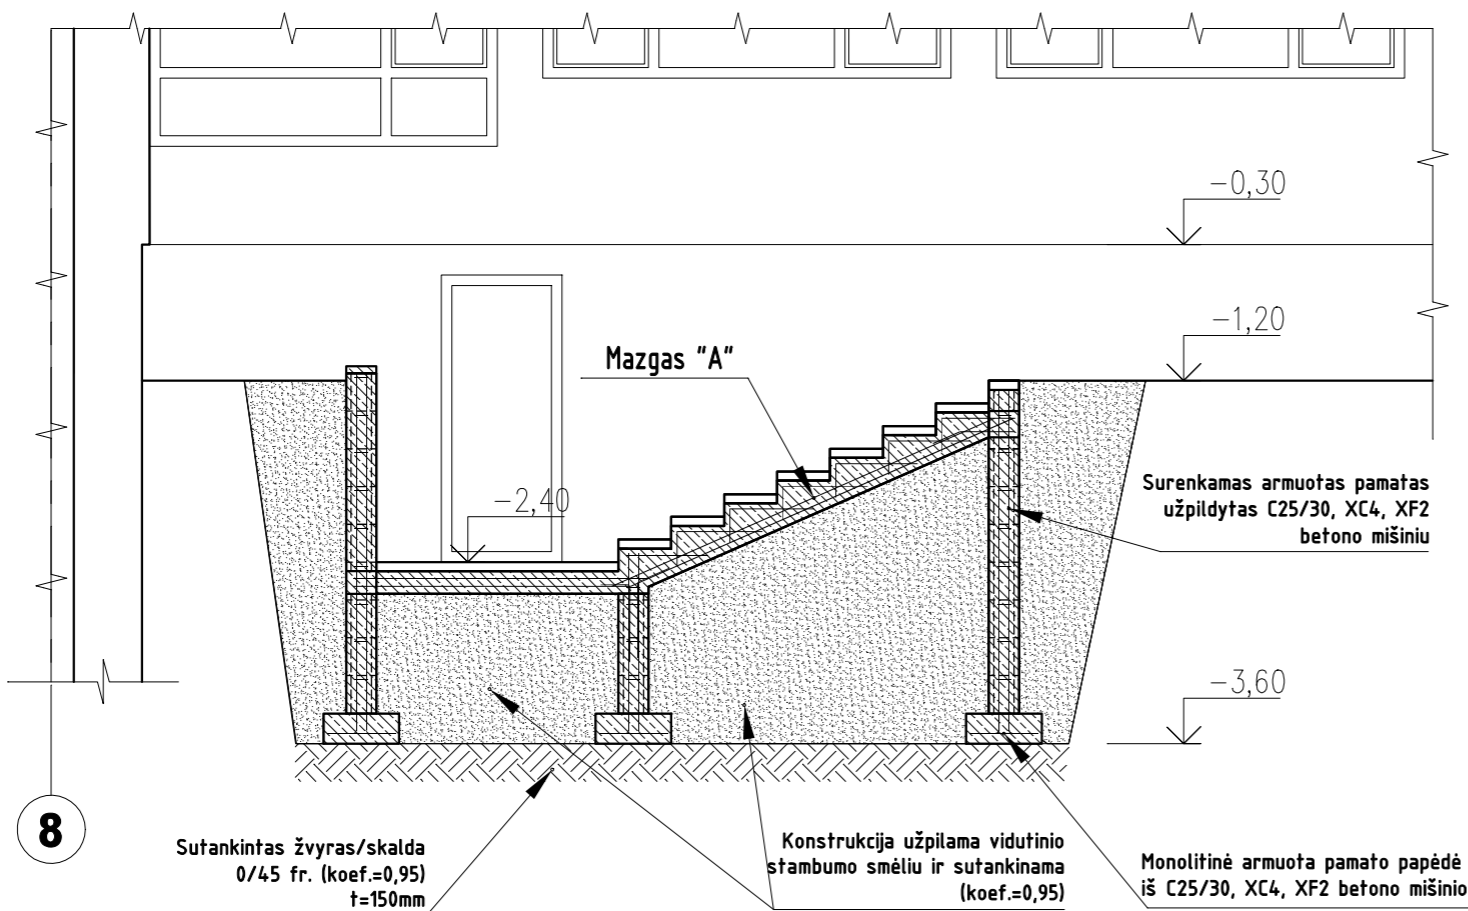 -0,30
-1,20
Mazgas "A"
-2,40
Surenkamas armuotas pamatas
užpildytas C25/30, XC4, XF2
betono mišiniu
-3,60
8
Sutankintas žvyras/skalda
0/45 fr. (koef.=0,95)
t=150mm
Konstrukcija užpilama vidutinio
stambumo smėliu ir sutankinama
(koef.=0,95)
Monolitinė armuota pamato papėdė
iš C25/30, XC4, XF2 betono mišinio